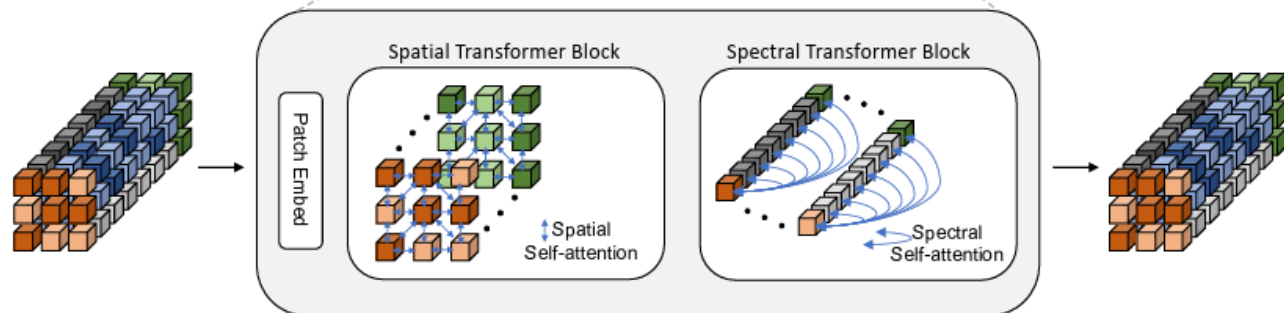 Spatial Transformer Block
Spectral Transformer Block
Patch Embed
Spatial
Self-attention
Spectral
Self-attention